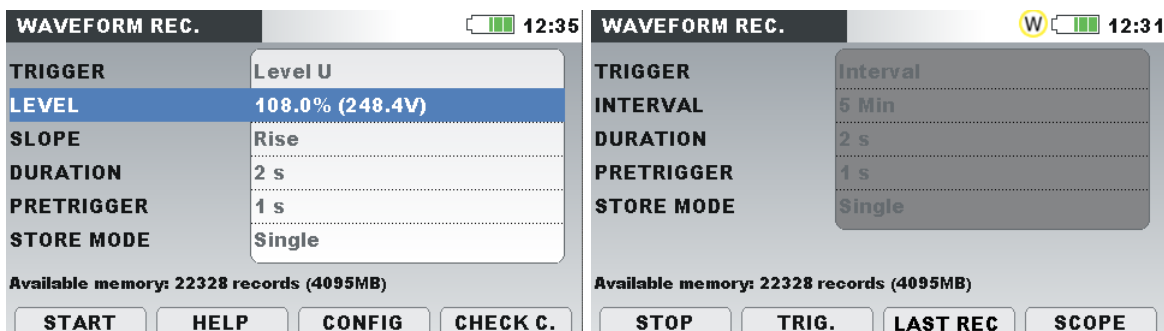 WAVEFORM REC. 12:35
TRIGGER Level U
LEVEL 108.0% (248.4V)
SLOPE Rise
DURATION 2 s
PRETRIGGER 1 s
STORE MODE Single
Available memory: 22328 records (4095MB)
START HELP CONFIG CHECK C.
WAVEFORM REC. W 12:31
TRIGGER Interval
INTERVAL 5 Min
DURATION 2 s
PRETRIGGER 1 s
STORE MODE Single
Available memory: 22328 records (4095MB)
STOP TRIG. LAST REC SCOPE